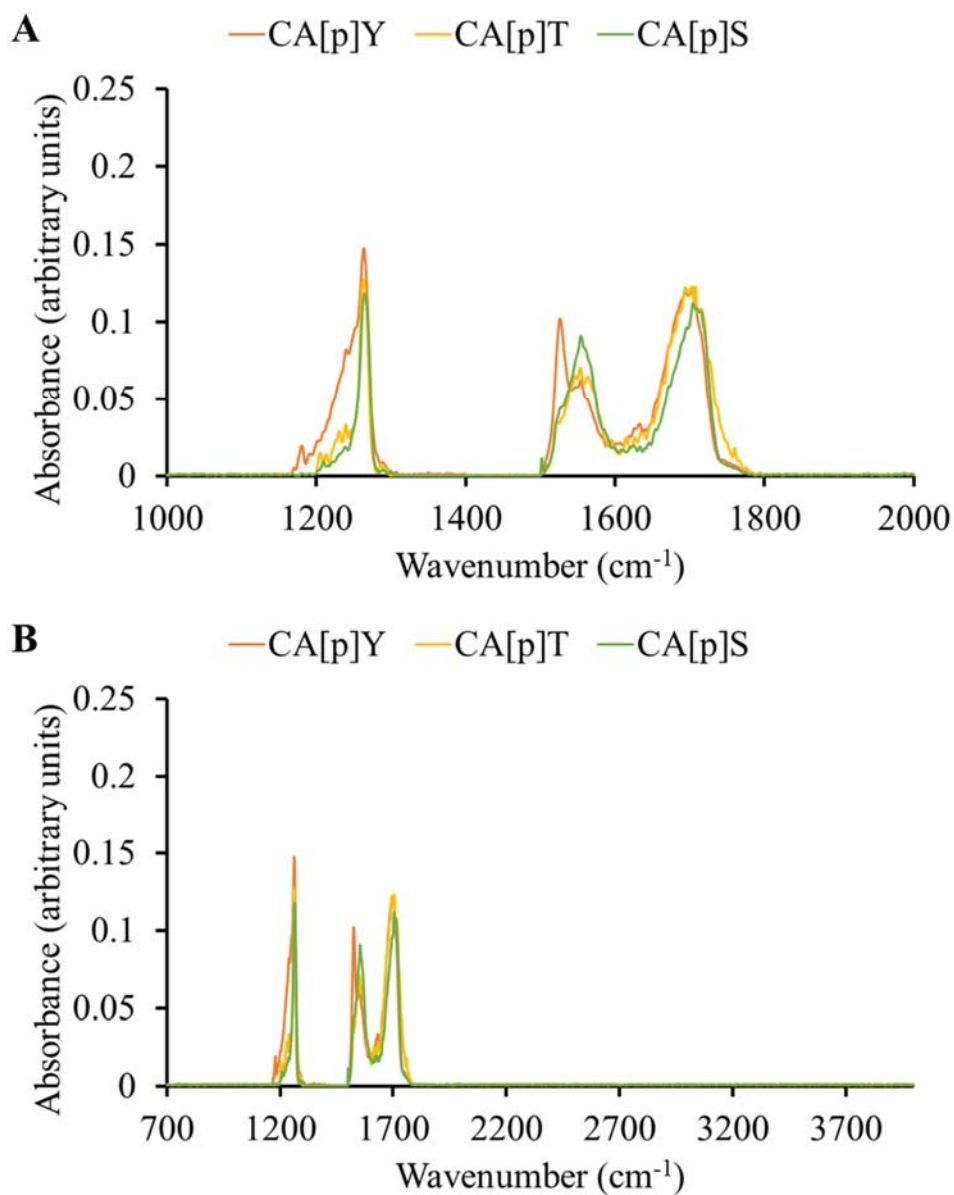 A
CA[p]Y CA[p]T CA[p]S
0.25
0.2
0.15
0.1
0.05
0
Absorbance (arbitrary units)
1000 1200 1400 1600 1800 2000
Wavenumber (cm⁻¹)
B
CA[p]Y CA[p]T CA[p]S
0.25
0.2
0.15
0.1
0.05
0
Absorbance (arbitrary units)
700 1200 1700 2200 2700 3200 3700
Wavenumber (cm⁻¹)